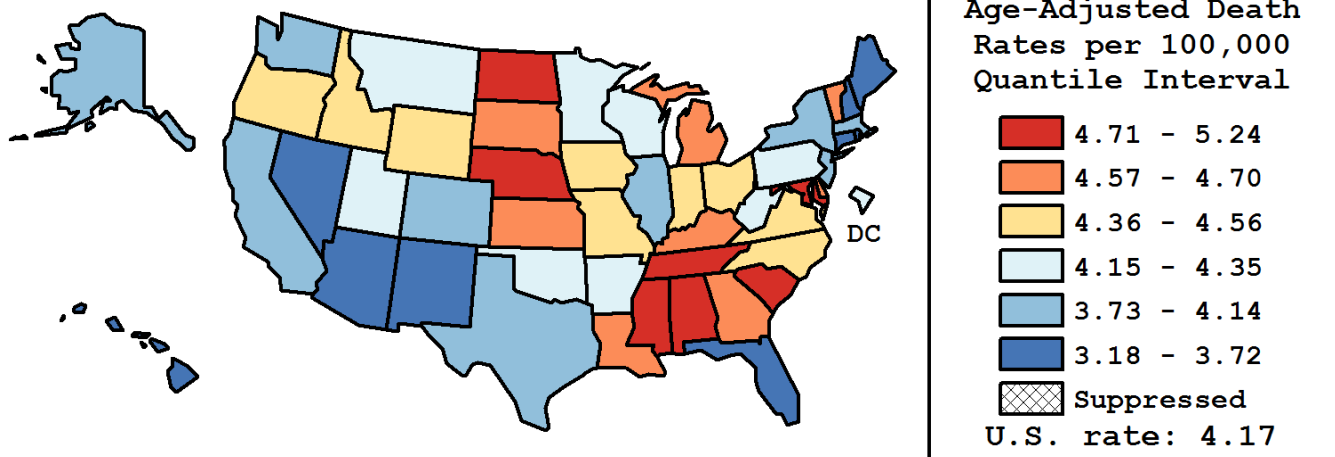 Age-Adjusted Death
Rates per 100,000
Quantile Interval
4.71 - 5.24
4.57 - 4.70
4.36 - 4.56
4.15 - 4.35
3.73 - 4.14
3.18 - 3.72
Suppressed
U.S. rate: 4.17
DC